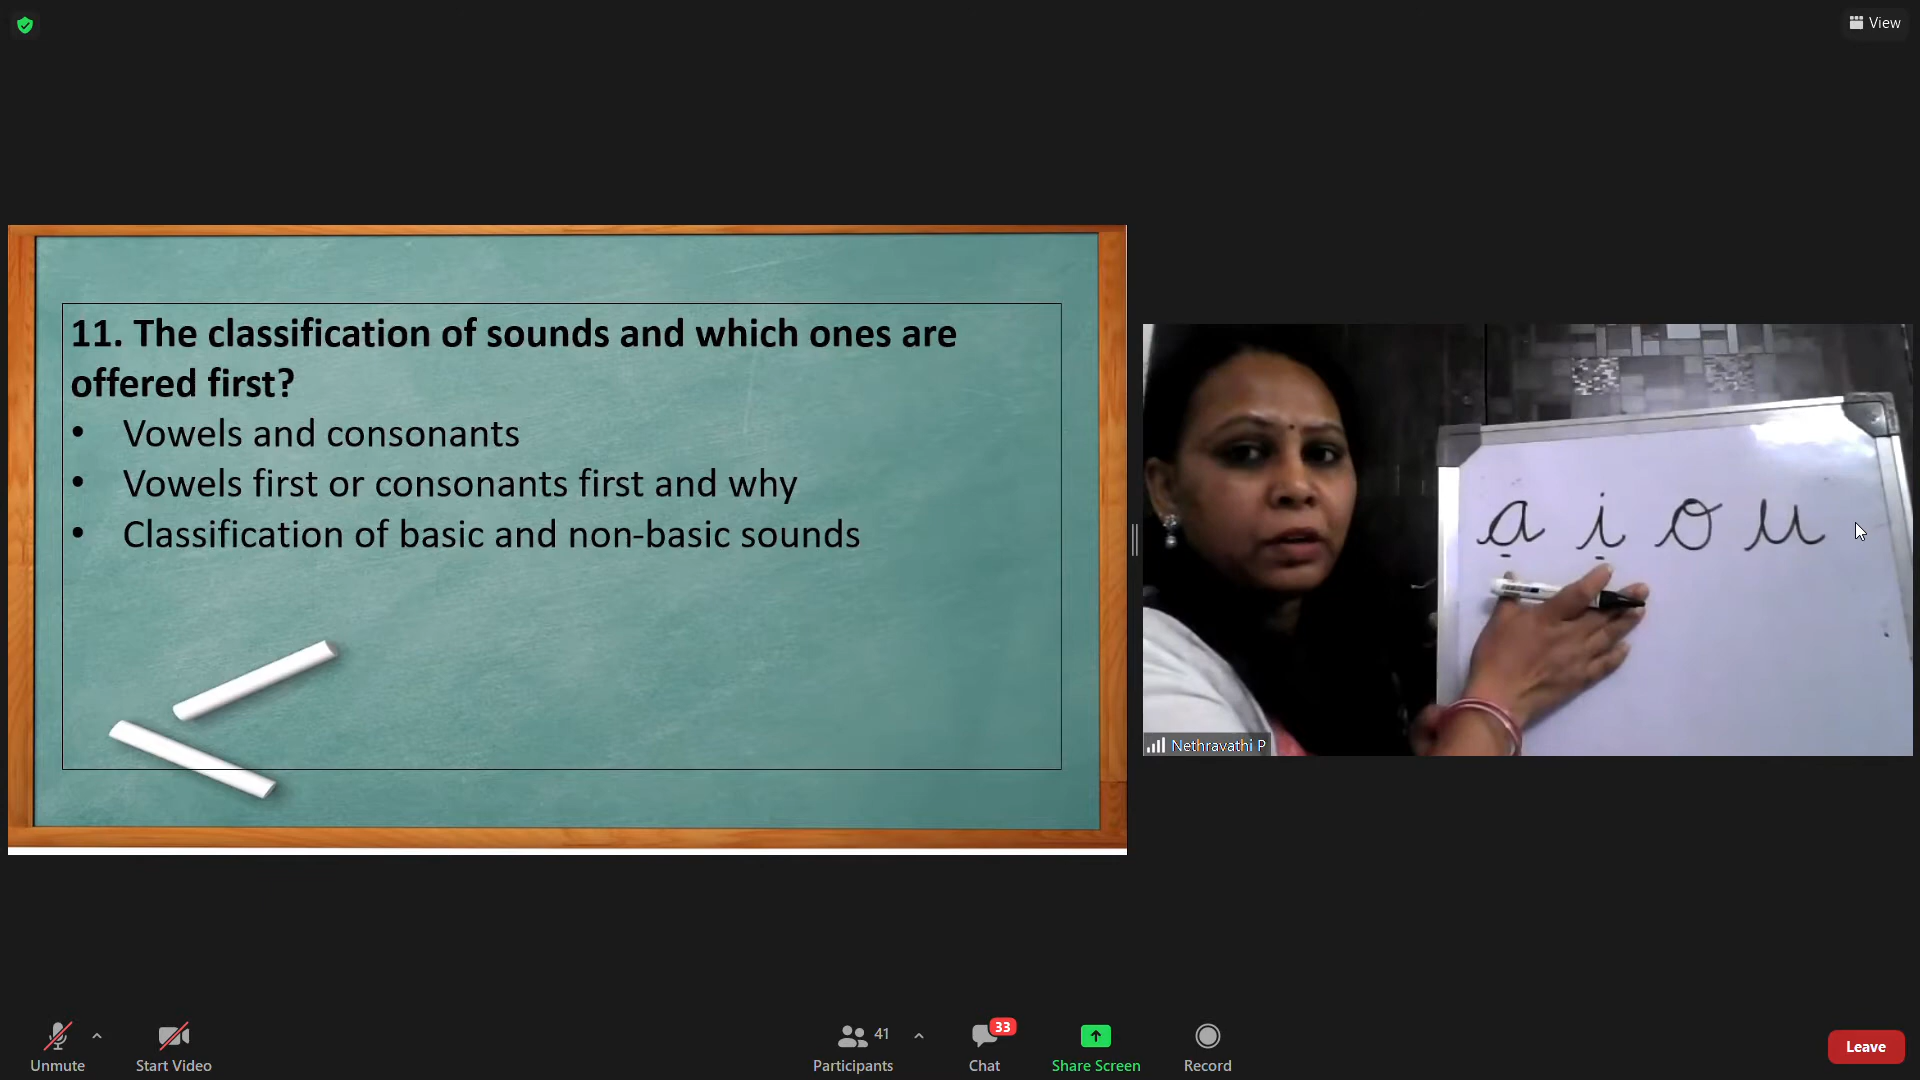 View
11. The classification of sounds and which ones are
offered first?
• Vowels and consonants
• Vowels first or consonants first and why
• Classification of basic and non-basic sounds
a i o u
Nethravathi P
Unmute
Start Video
41
Participants
33
Chat
Share Screen
Record
Leave